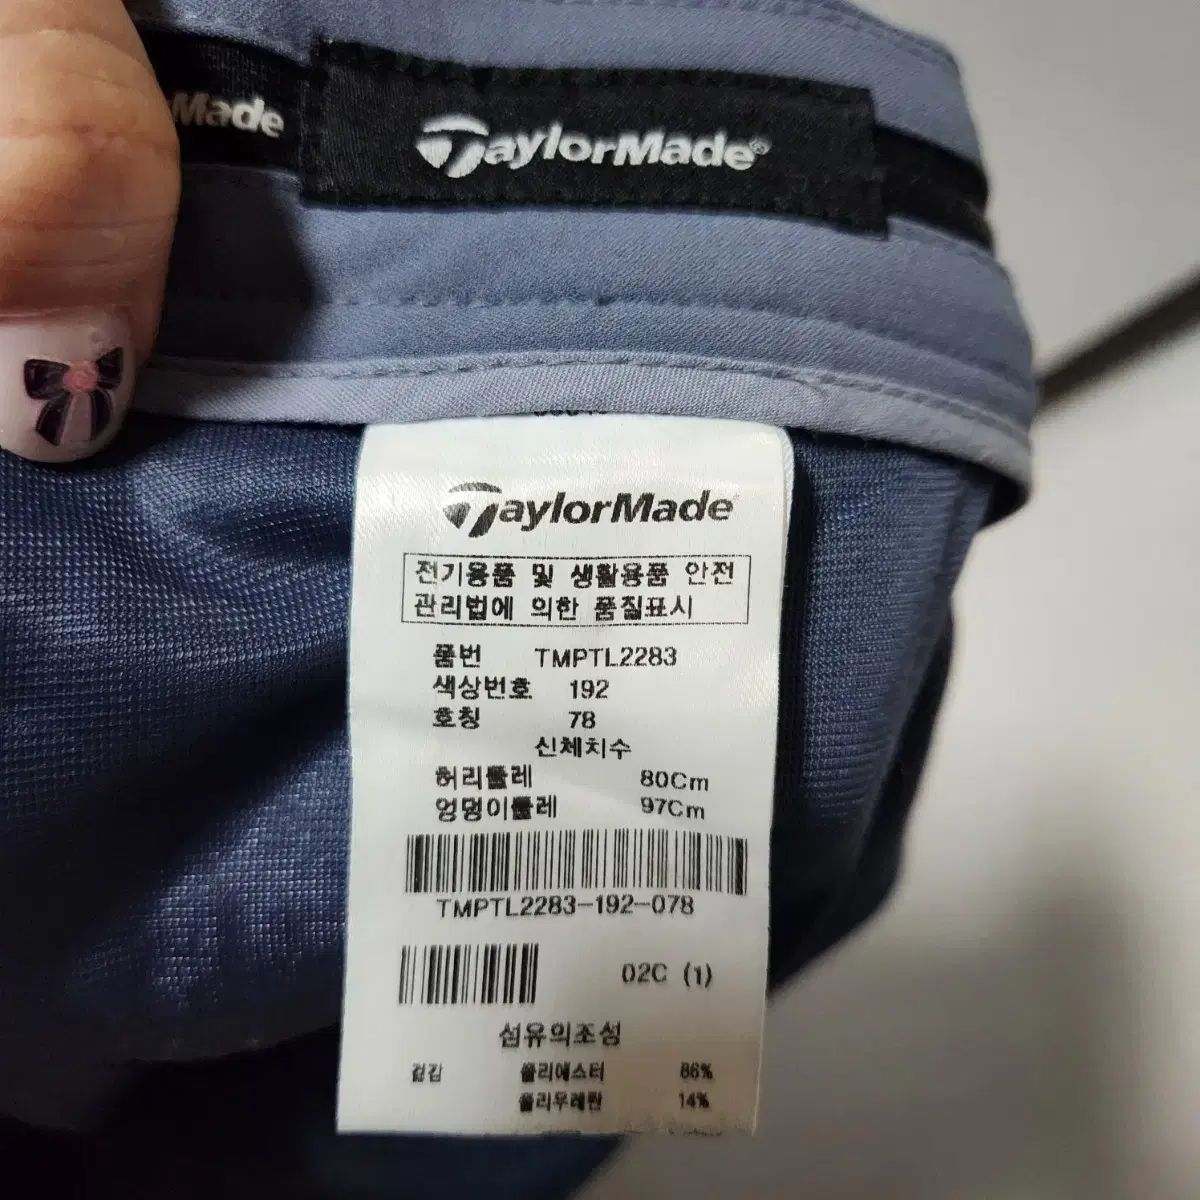 Made
TaylorMade®
TaylorMade
전기용품 및 생활용품 안전
관리법에 의한 품질표시
품번 TMPTL2283
색상번호 192
호칭 78
신체치수
허리둘레 80Cm
엉덩이둘레 97Cm
TMPTL2283-192-078
02C (1)
섬유의조성
겉감 폴리에스터 86%
폴리우레탄 14%